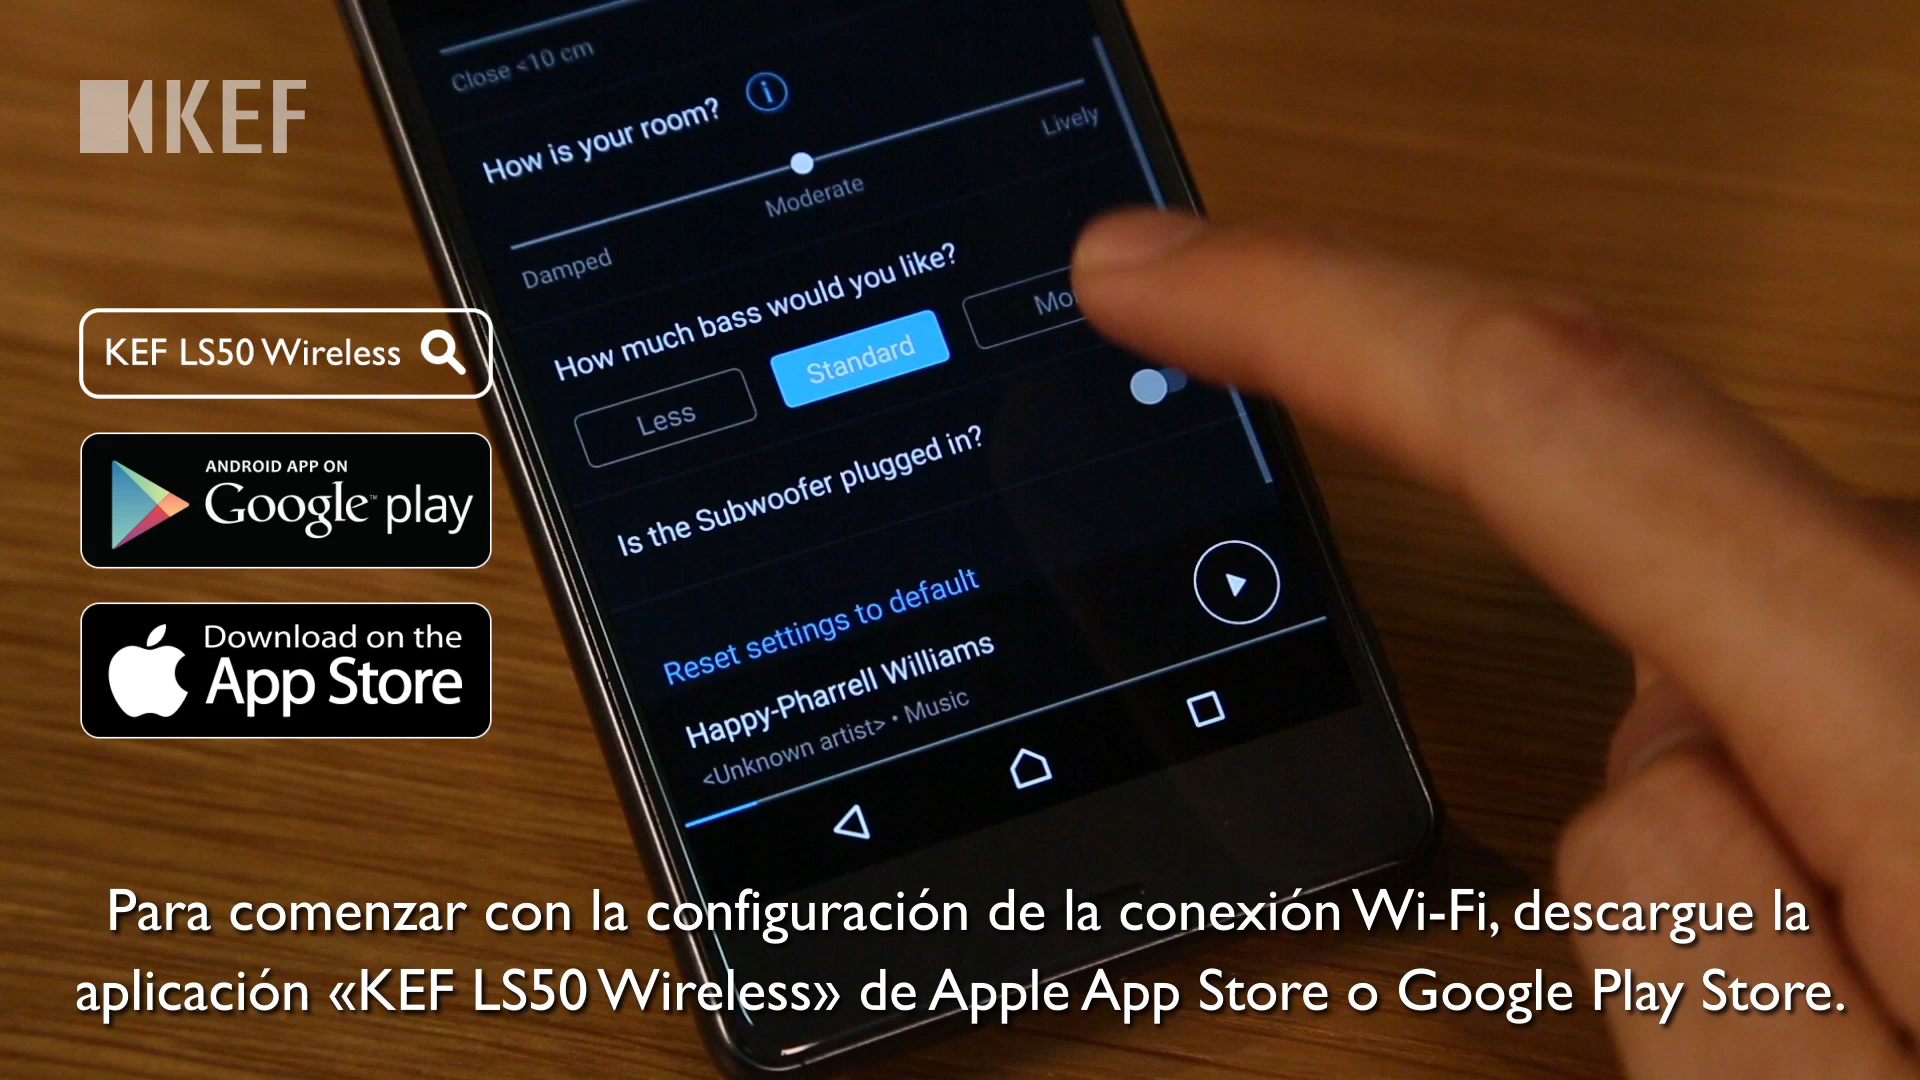 KEF
KEF LS50 Wireless
ANDROID APP ON
Google™ play
Download on the
App Store
Close <10 cm
How is your room?
i
Lively
Moderate
Damped
How much bass would you like?
Less
Standard
Is the Subwoofer plugged in?
Reset settings to default
Happy-Pharrell Williams
<Unknown artist> • Music
Para comenzar con la configuración de la conexión Wi-Fi, descargue la
aplicación «KEF LS50 Wireless» de Apple App Store o Google Play Store.